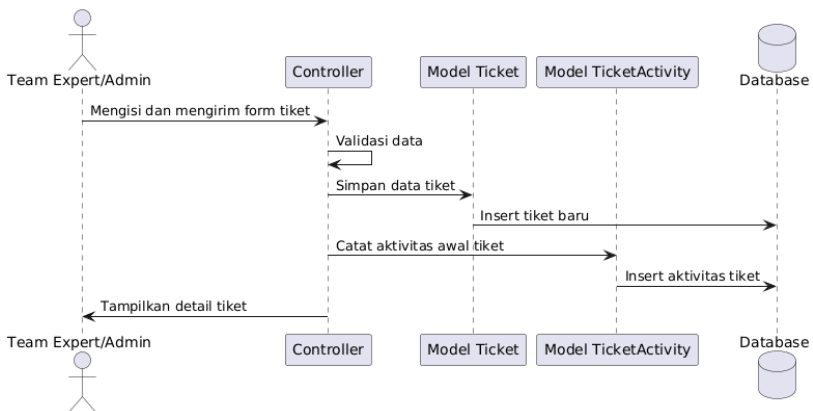 Team Expert/Admin
Controller
Model Ticket
Model TicketActivity
Database
Mengisi dan mengirim form tiket
Validasi data
Simpan data tiket
Insert tiket baru
Catat aktivitas awal tiket
Insert aktivitas tiket
Tampilkan detail tiket
Team Expert/Admin
Controller
Model Ticket
Model TicketActivity
Database